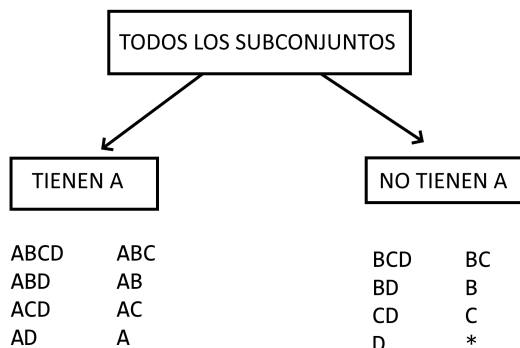 TODOS LOS SUBCONJUNTOS
TIENEN A
NO TIENEN A
ABCD ABC
ABD AB
ACD AC
AD A
BCD BC
BD B
CD C
D *